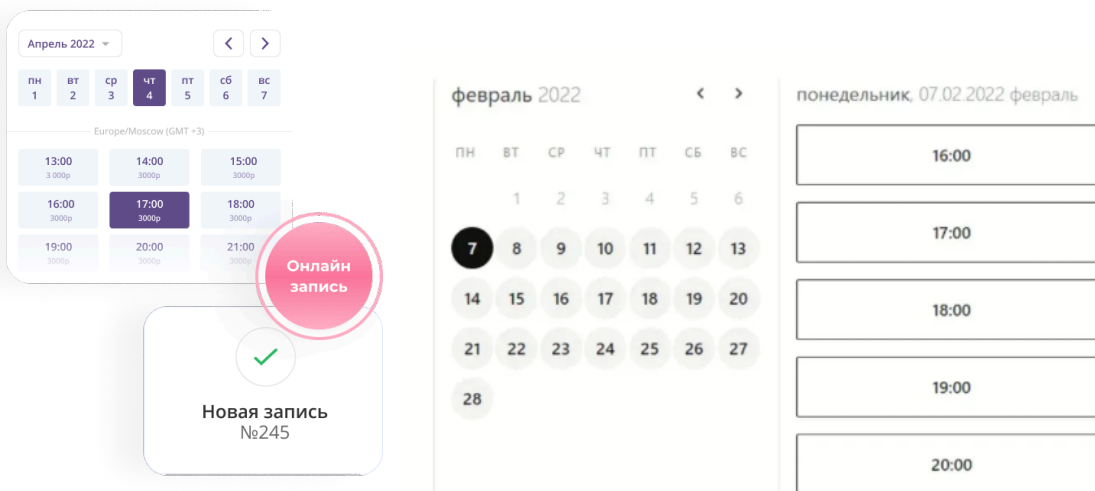 Апрель 2022
пн вт ср чт пт сб вс
1 2 3 4 5 6 7
Europe/Moscow (GMT +3)
13:00 14:00 15:00
3 000р 3000р 3000р
16:00 17:00 18:00
3000р 3000р 3000р
19:00 20:00 21:00
3000р 3000р 3000р
Онлайн
запись
Новая запись
№245
февраль 2022
ПН ВТ СР ЧТ ПТ СБ ВС
1 2 3 4 5 6
7 8 9 10 11 12 13
14 15 16 17 18 19 20
21 22 23 24 25 26 27
28
понедельник, 07.02.2022 февраль
16:00
17:00
18:00
19:00
20:00